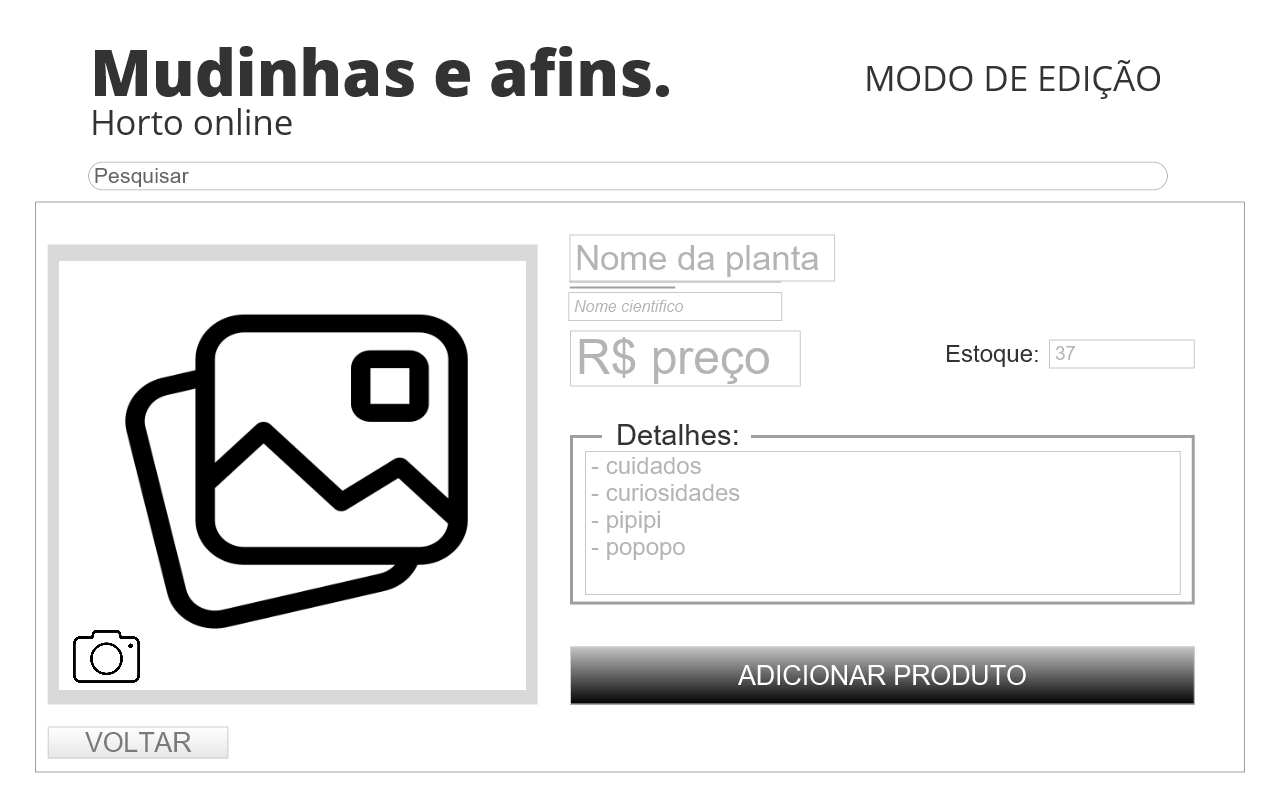 Mudinhas e afins.
MODO DE EDIÇÃO
Horto online
Pesquisar
Nome da planta
Nome científico
R$ preço
Estoque: 37
Detalhes:
- cuidados
- curiosidades
- pipipi
- popopo
ADICIONAR PRODUTO
VOLTAR